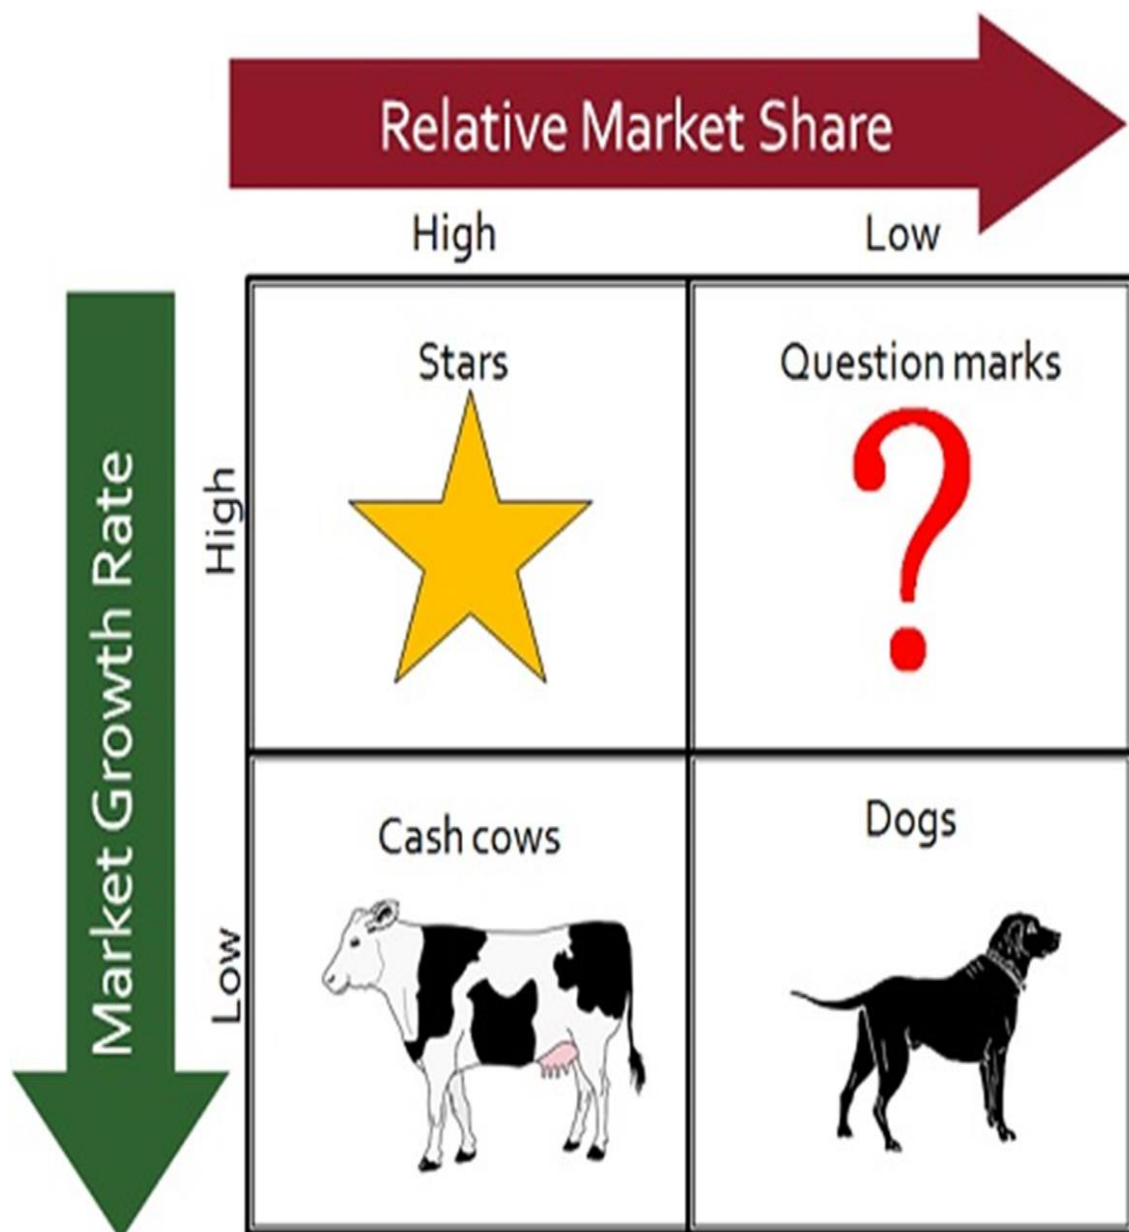 Relative Market Share
High
Low
Market Growth Rate
High
Stars
Question marks
?
Low
Cash cows
Dogs